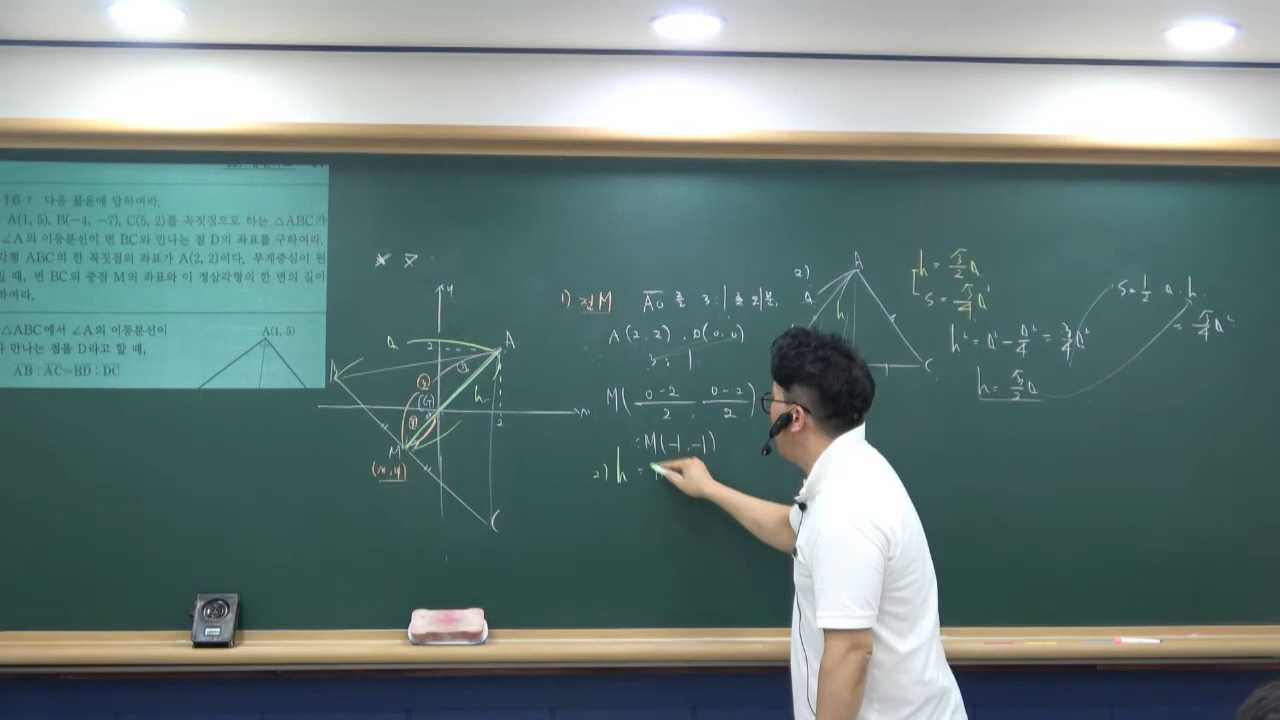 16-7 다음 물음에 답하여라.
A(1, 5), B(−4, −7), C(5, 2)를 꼭짓점으로 하는 △ABC가
∠A의 이등분선이 변 BC와 만나는 점 D의 좌표를 구하여라.
각형 ABC의 한 꼭짓점의 좌표가 A(2, 2)이다. 무게중심이 원
일 때, 변 BC의 중점 M의 좌표와 이 정삼각형의 한 변의 길이
하여라.
△ABC에서 ∠A의 이등분선이
만나는 점을 D라고 할 때,
AB : AC = BD : DC
A(1, 5)
y
a
2
A
h
G
2
M
(x, y)
C
1) 점M
3:1
A(2, 2), O(0, 0)
3 : 1
M( (0-2)/2 , (0-2)/2 )
: M(-1, -1)
2) h =
2)
A
h
C
h = √3/2 a
S = √3/4 a²
h² = a² - a²/4 = 3/4 a²
h = √3/2 a
S = 1/2 · a · h
= √3/4 a²